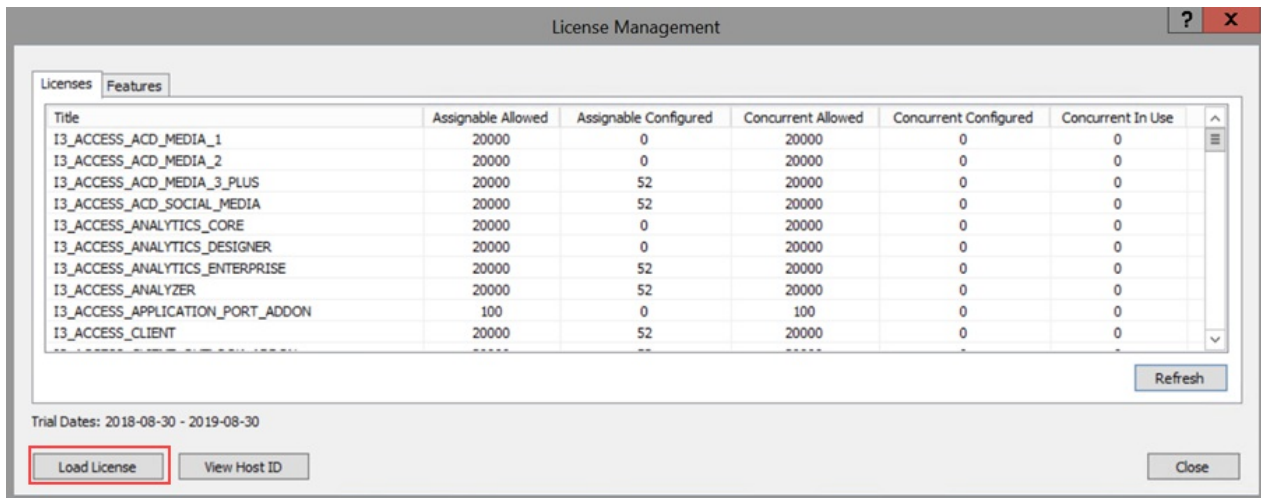 License Management
? x
Licenses Features
Title Assignable Allowed Assignable Configured Concurrent Allowed Concurrent Configured Concurrent In Use
I3_ACCESS_ACD_MEDIA_1 20000 0 20000 0 0
I3_ACCESS_ACD_MEDIA_2 20000 0 20000 0 0
I3_ACCESS_ACD_MEDIA_3_PLUS 20000 52 20000 0 0
I3_ACCESS_ACD_SOCIAL_MEDIA 20000 52 20000 0 0
I3_ACCESS_ANALYTICS_CORE 20000 0 20000 0 0
I3_ACCESS_ANALYTICS_DESIGNER 20000 0 20000 0 0
I3_ACCESS_ANALYTICS_ENTERPRISE 20000 52 20000 0 0
I3_ACCESS_ANALYZER 20000 52 20000 0 0
I3_ACCESS_APPLICATION_PORT_ADDON 100 0 100 0 0
I3_ACCESS_CLIENT 20000 52 20000 0 0
Refresh
Trial Dates: 2018-08-30 - 2019-08-30
Load License View Host ID Close